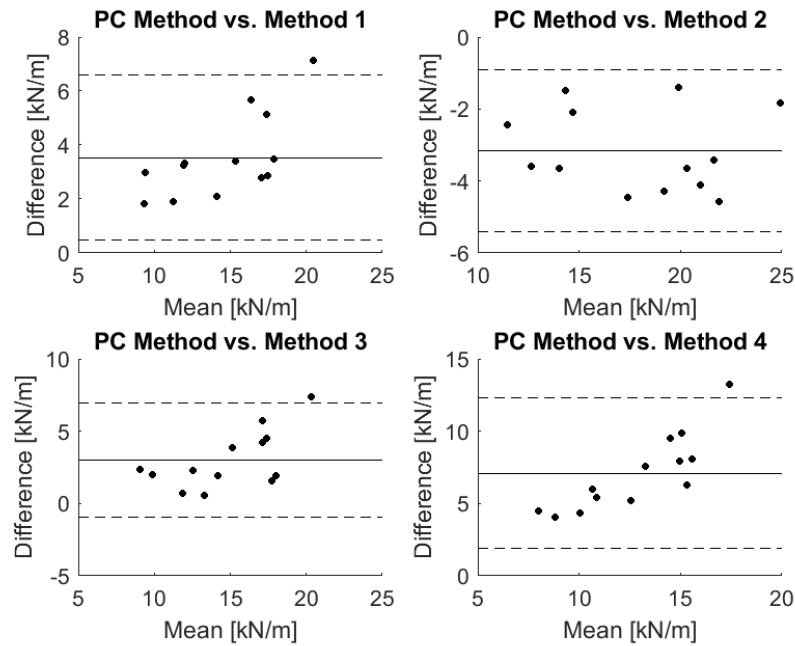 PC Method vs. Method 1
8
6
4
2
0
Difference [kN/m]
5
10
15
20
25
Mean [kN/m]
PC Method vs. Method 2
0
-2
-4
-6
Difference [kN/m]
10
15
20
25
Mean [kN/m]
PC Method vs. Method 3
10
5
0
-5
Difference [kN/m]
5
10
15
20
25
Mean [kN/m]
PC Method vs. Method 4
15
10
5
0
Difference [kN/m]
5
10
15
20
Mean [kN/m]